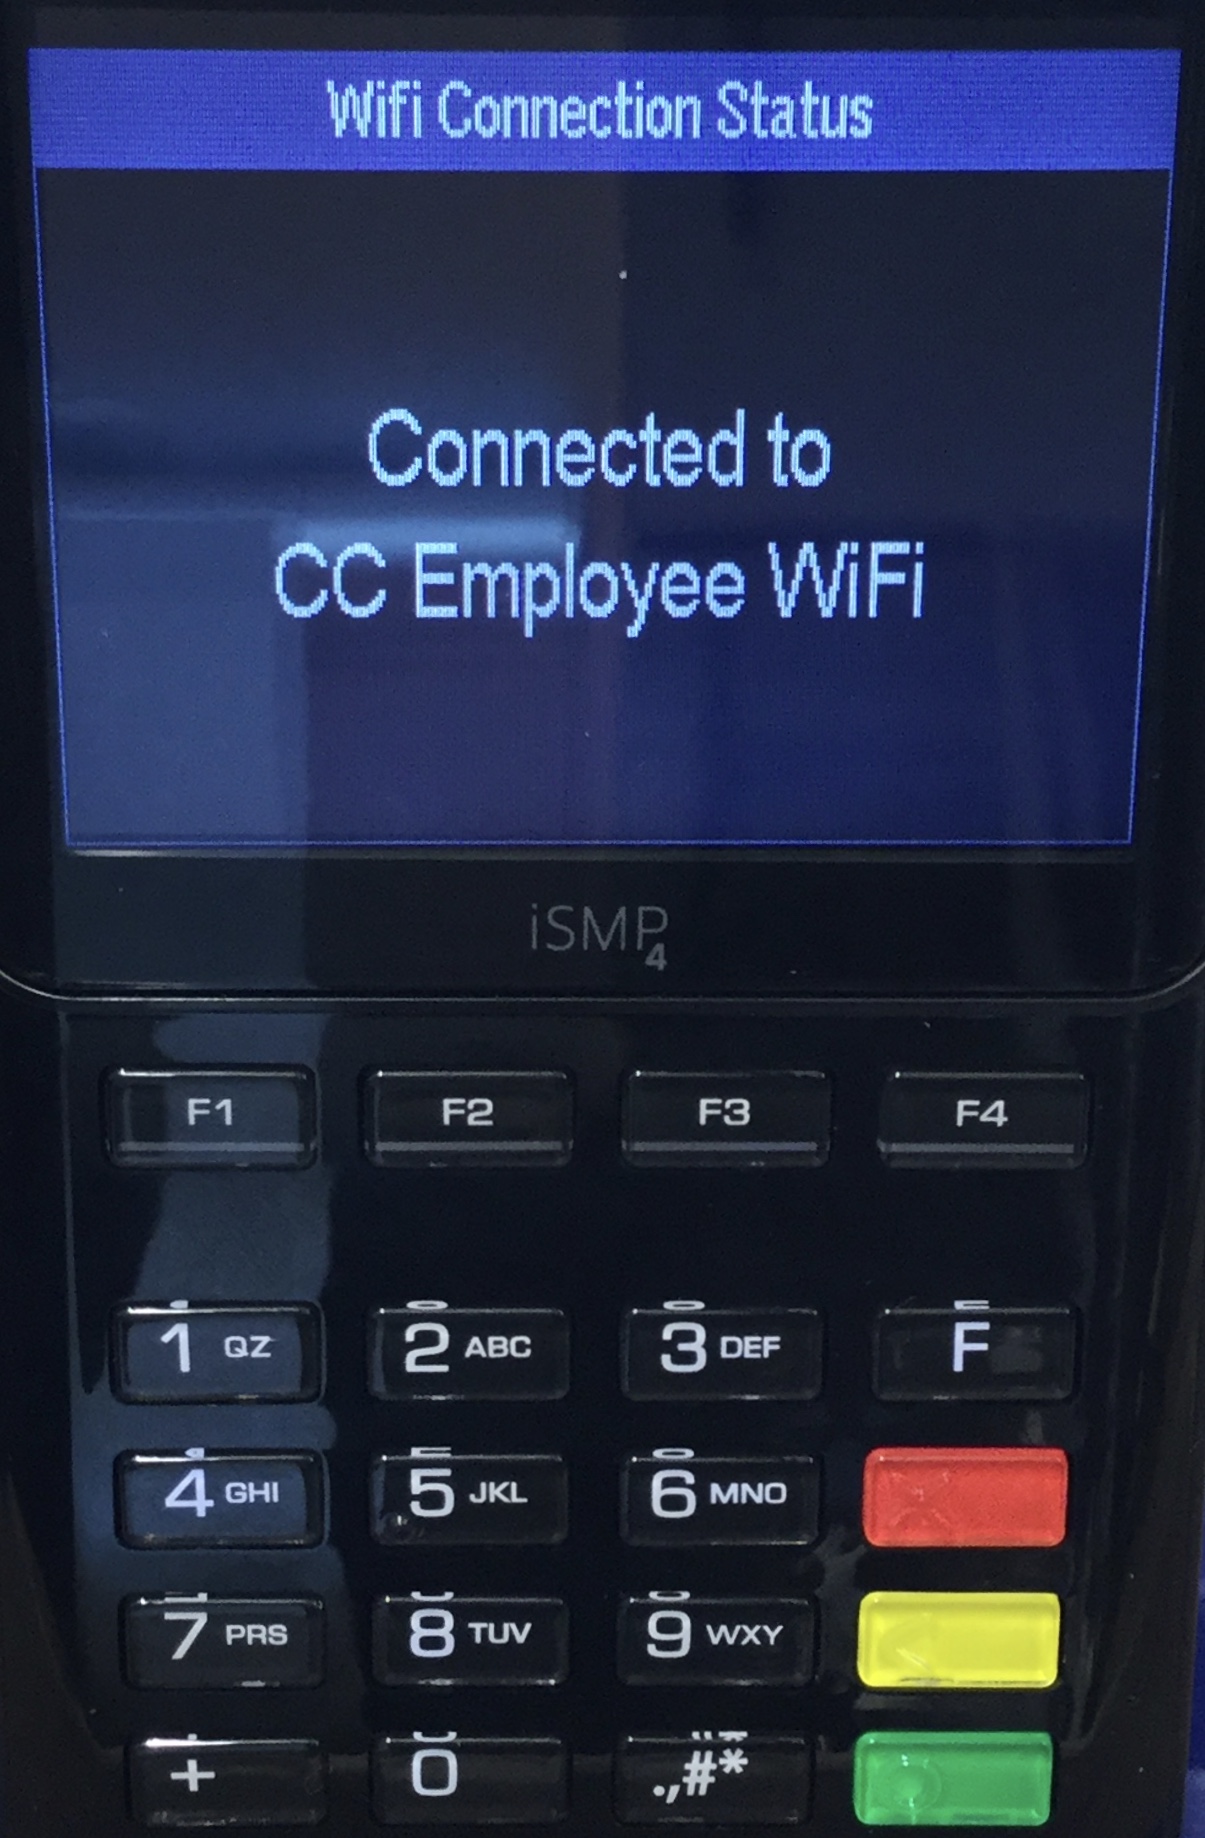 Wifi Connection Status
Connected to
CC Employee WiFi
iSMP4
F1 F2 F3 F4
1 QZ 2 ABC 3 DEF F
4 GHI 5 JKL 6 MNO
7 PRS 8 TUV 9 WXY
+ 0 .,#*